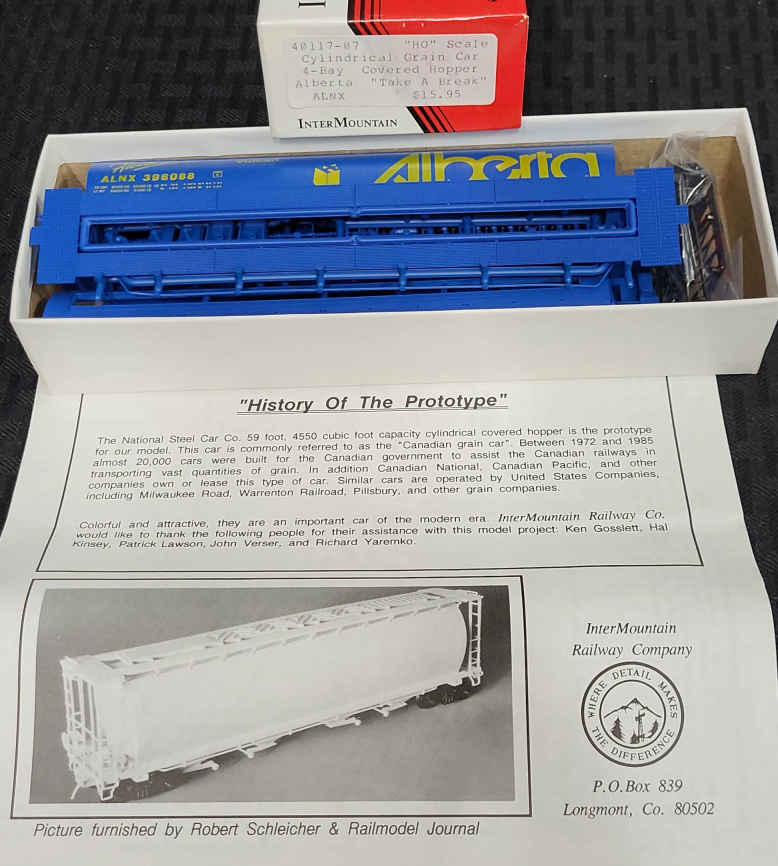 40117-07 "HO" Scale
Cylindrical Grain Car
4-Bay Covered Hopper
Alberta "Take A Break"
ALNX $15.95
INTERMOUNTAIN
ALNX 396068
Alberta
"History Of The Prototype"
The National Steel Car Co. 59 foot, 4550 cubic foot capacity cylindrical covered hopper is the prototype
for our model. This car is commonly referred to as the "Canadian grain car". Between 1972 and 1985
almost 20,000 cars were built for the Canadian government to assist the Canadian railways in
transporting vast quantities of grain. In addition Canadian National, Canadian Pacific, and other
companies own or lease this type of car. Similar cars are operated by United States Companies,
including Milwaukee Road, Warrenton Railroad, Pillsbury, and other grain companies.
Colorful and attractive, they are an important car of the modern era. InterMountain Railway Co.
would like to thank the following people for their assistance with this model project: Ken Gosslett, Hal
Kinsey, Patrick Lawson, John Verser, and Richard Yaremko.
InterMountain
Railway Company
WHERE DETAIL MAKES
THE DIFFERENCE
P.O.Box 839
Longmont, Co. 80502
Picture furnished by Robert Schleicher & Railmodel Journal